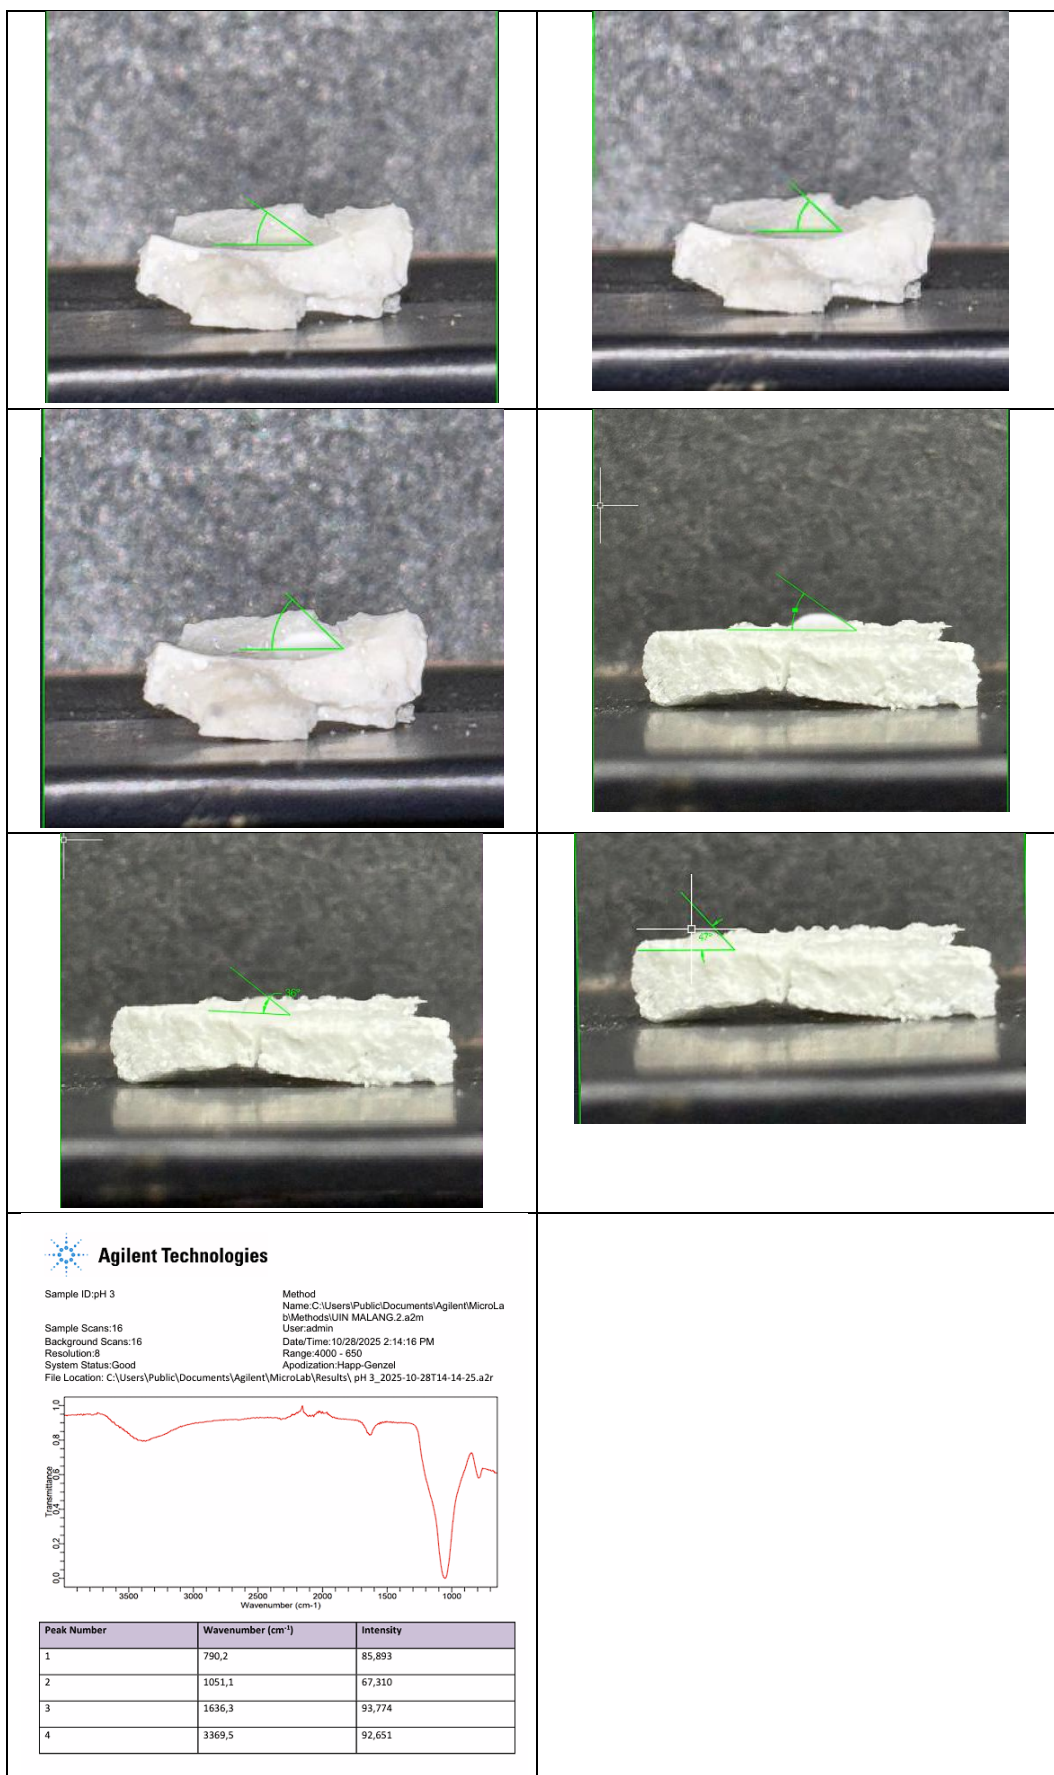 36°
47°
Agilent Technologies
Sample ID:pH 3
Method
Name:C:\Users\Public\Documents\Agilent\MicroLa
b\Methods\UIN MALANG.2.a2m
Sample Scans:16
User:admin
Background Scans:16
Date/Time:10/28/2025 2:14:16 PM
Resolution:8
Range:4000 - 650
System Status:Good
Apodization:Happ-Genzel
File Location: C:\Users\Public\Documents\Agilent\MicroLab\Results\ pH 3_2025-10-28T14-14-25.a2r
Transmittance
1,0
0,8
0,6
0,4
0,2
0,0
3500 3000 2500 2000 1500 1000
Wavenumber (cm-1)
Peak Number Wavenumber (cm-1) Intensity
1 790,2 85,893
2 1051,1 67,310
3 1636,3 93,774
4 3369,5 92,651